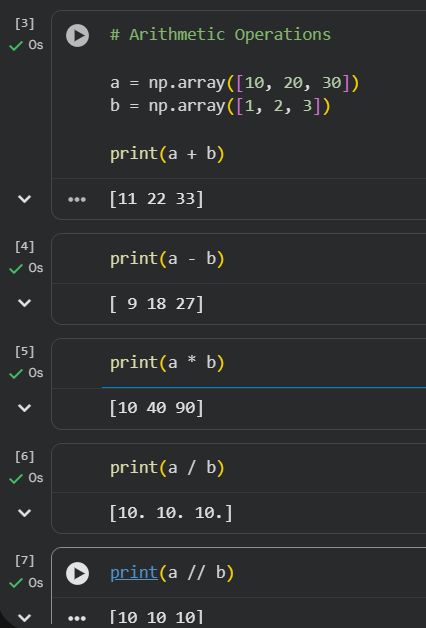 [3]
0s
# Arithmetic Operations
a = np.array([10, 20, 30])
b = np.array([1, 2, 3])
print(a + b)
[11 22 33]
[4]
0s
print(a - b)
[ 9 18 27]
[5]
0s
print(a * b)
[10 40 90]
[6]
0s
print(a / b)
[10. 10. 10.]
[7]
0s
print(a // b)
[10 10 10]